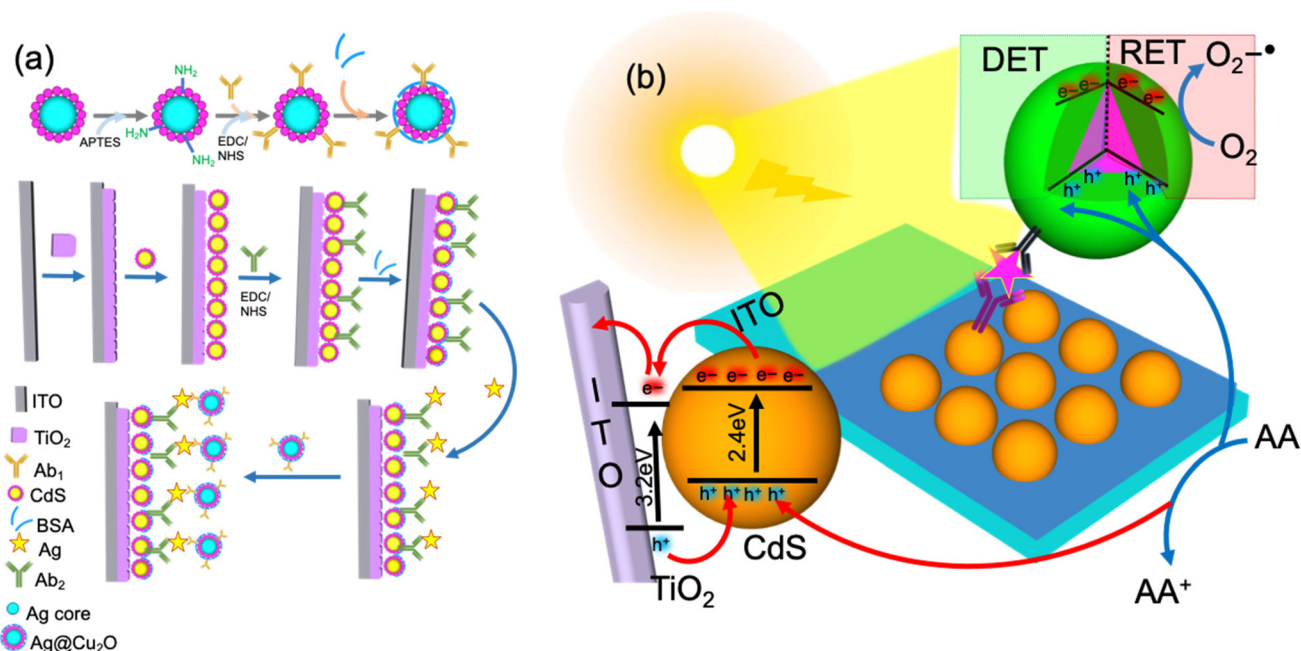 (a)
NH₂
H₂N
NH₂
APTES
EDC/
NHS
EDC/
NHS
ITO
TiO₂
Ab₁
CdS
BSA
Ag
Ab₂
Ag core
Ag@Cu₂O
(b)
DET
RET
O₂−•
O₂
e− e− e− e−
h⁺ h⁺ h⁺ h⁺
ITO
ITO
e−
3.2eV
h⁺
TiO₂
e− e− e− e−
2.4eV
h⁺ h⁺ h⁺ h⁺
CdS
AA
AA⁺